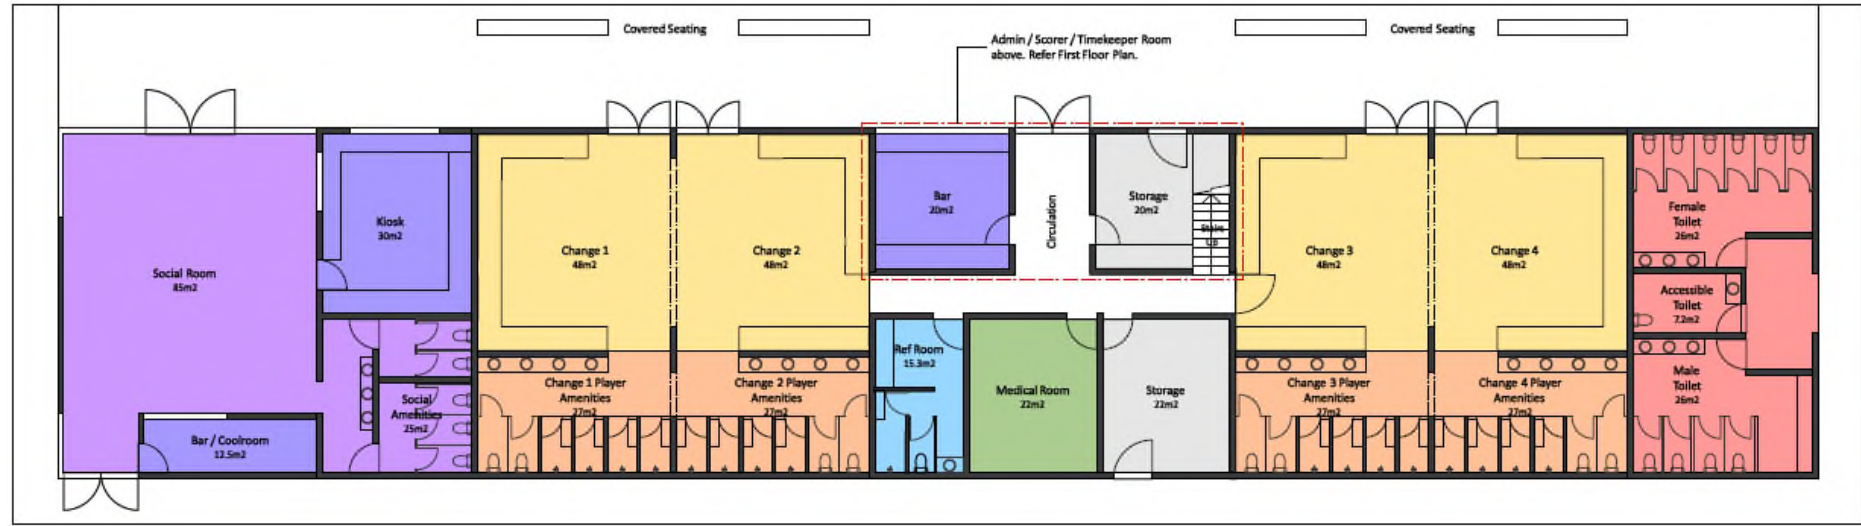 Covered Seating
Admin / Scorer / Timekeeper Room
above. Refer First Floor Plan.
Covered Seating
Social Room
85m2
Kiosk
30m2
Change 1
48m2
Change 2
48m2
Bar
20m2
Circulation
Storage
20m2
Stairs
Up
Change 3
48m2
Change 4
48m2
Female
Toilet
26m2
Accessible
Toilet
7.2m2
Male
Toilet
26m2
Bar / Coolroom
12.5m2
Social
Amenities
25m2
Change 1 Player
Amenities
27m2
Change 2 Player
Amenities
27m2
Ref Room
15.3m2
Medical Room
22m2
Storage
22m2
Change 3 Player
Amenities
27m2
Change 4 Player
Amenities
27m2